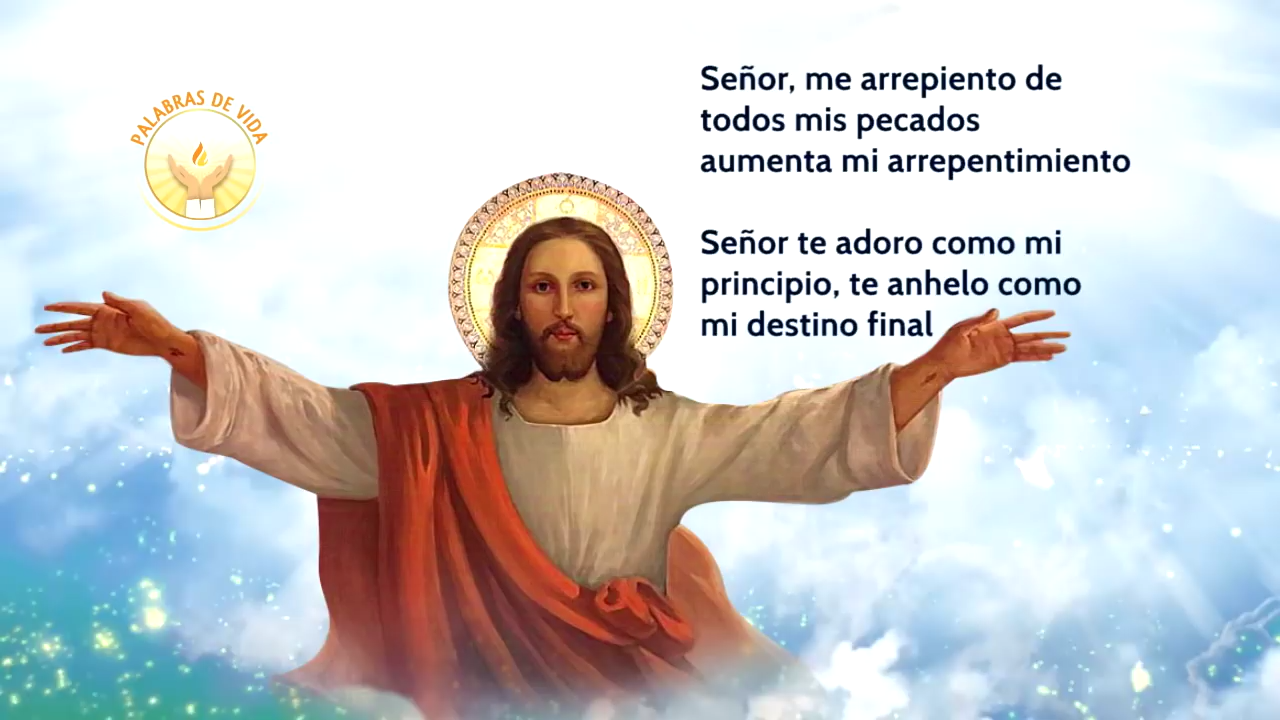 PALABRAS DE VIDA
Señor, me arrepiento de
todos mis pecados
aumenta mi arrepentimiento
Señor te adoro como mi
principio, te anhelo como
mi destino final